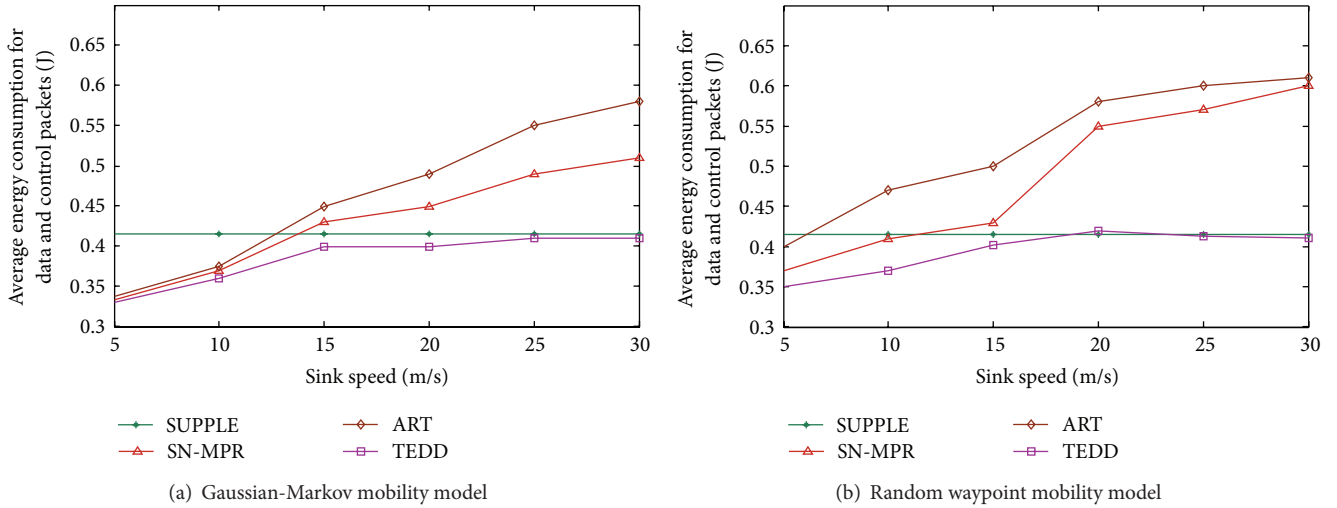 Average energy consumption for
data and control packets (J)
0.65
0.6
0.55
0.5
0.45
0.4
0.35
0.3
5
10
15
20
25
30
Sink speed (m/s)
SUPPLE
SN-MPR
ART
TEDD
(a) Gaussian-Markov mobility model
Average energy consumption for
data and control packets (J)
0.65
0.6
0.55
0.5
0.45
0.4
0.35
0.3
5
10
15
20
25
30
Sink speed (m/s)
SUPPLE
SN-MPR
ART
TEDD
(b) Random waypoint mobility model